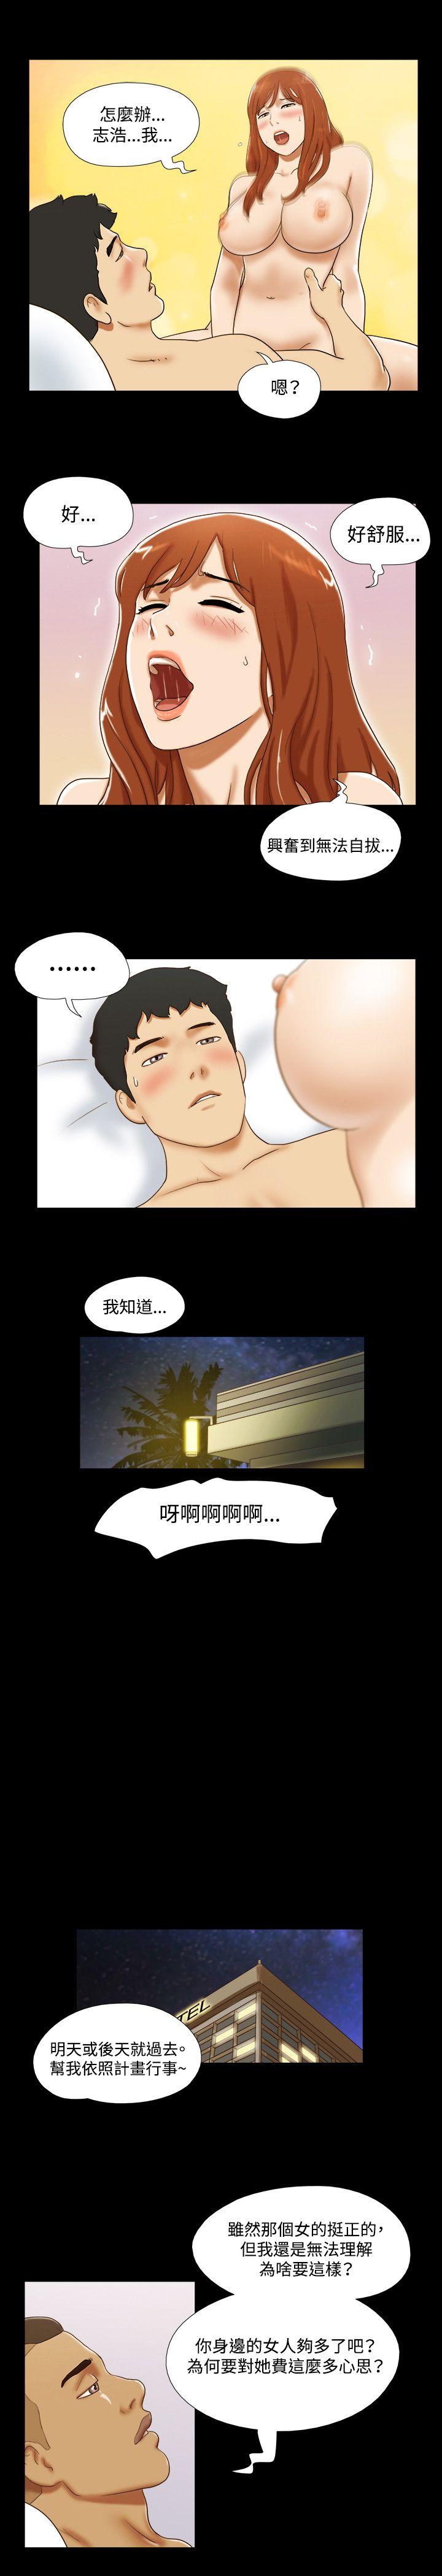 怎麼辦...
志浩...我...
嗯？
好...
好舒服...
興奮到無法自拔...
......
我知道...
呀啊啊啊啊...
TEL
明天或後天就過去。
幫我依照計畫行事~
雖然那個女的挺正的，
但我還是無法理解
為啥要這樣？
你身邊的女人夠多了吧？
為何要對她費這麼多心思？